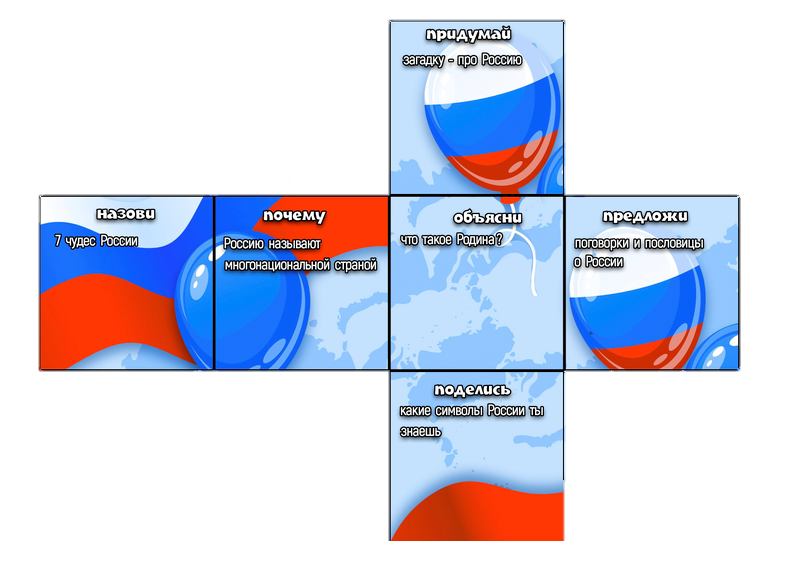 придумай
загадку - про Россию
назови
7 чудес России
почему
Россию называют
многонациональной страной
объясни
что такое Родина?
предложи
поговорки и пословицы
о России
поделись
какие символы России ты
знаешь